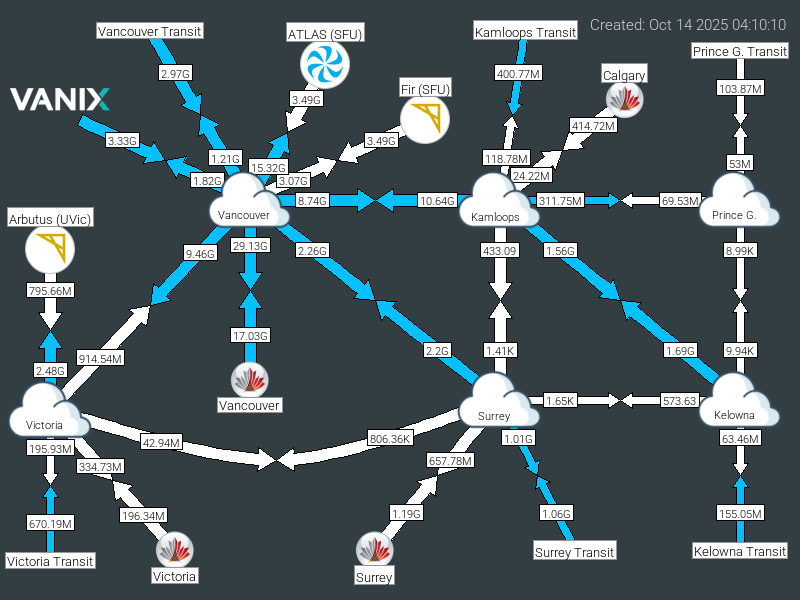 Created: Oct 14 2025 04:10:10
Vancouver Transit
ATLAS (SFU)
Kamloops Transit
Prince G. Transit
2.97G
400.77M
Calgary
Fir (SFU)
103.87M
VANIX
3.49G
414.72M
3.33G
3.49G
1.21G
118.78M
53M
15.32G
24.22M
1.82G
3.07G
8.74G
10.64G
311.75M
69.53M
Vancouver
Kamloops
Prince G.
Arbutus (UVic)
9.46G
29.13G
2.26G
433.09
1.56G
8.99K
795.66M
17.03G
914.54M
2.2G
1.41K
1.69G
9.94K
2.48G
Vancouver
1.65K
573.63
Victoria
Surrey
Kelowna
42.94M
806.36K
1.01G
63.46M
195.93M
334.73M
657.78M
670.19M
196.34M
1.19G
1.06G
155.05M
Victoria Transit
Victoria
Surrey
Surrey Transit
Kelowna Transit